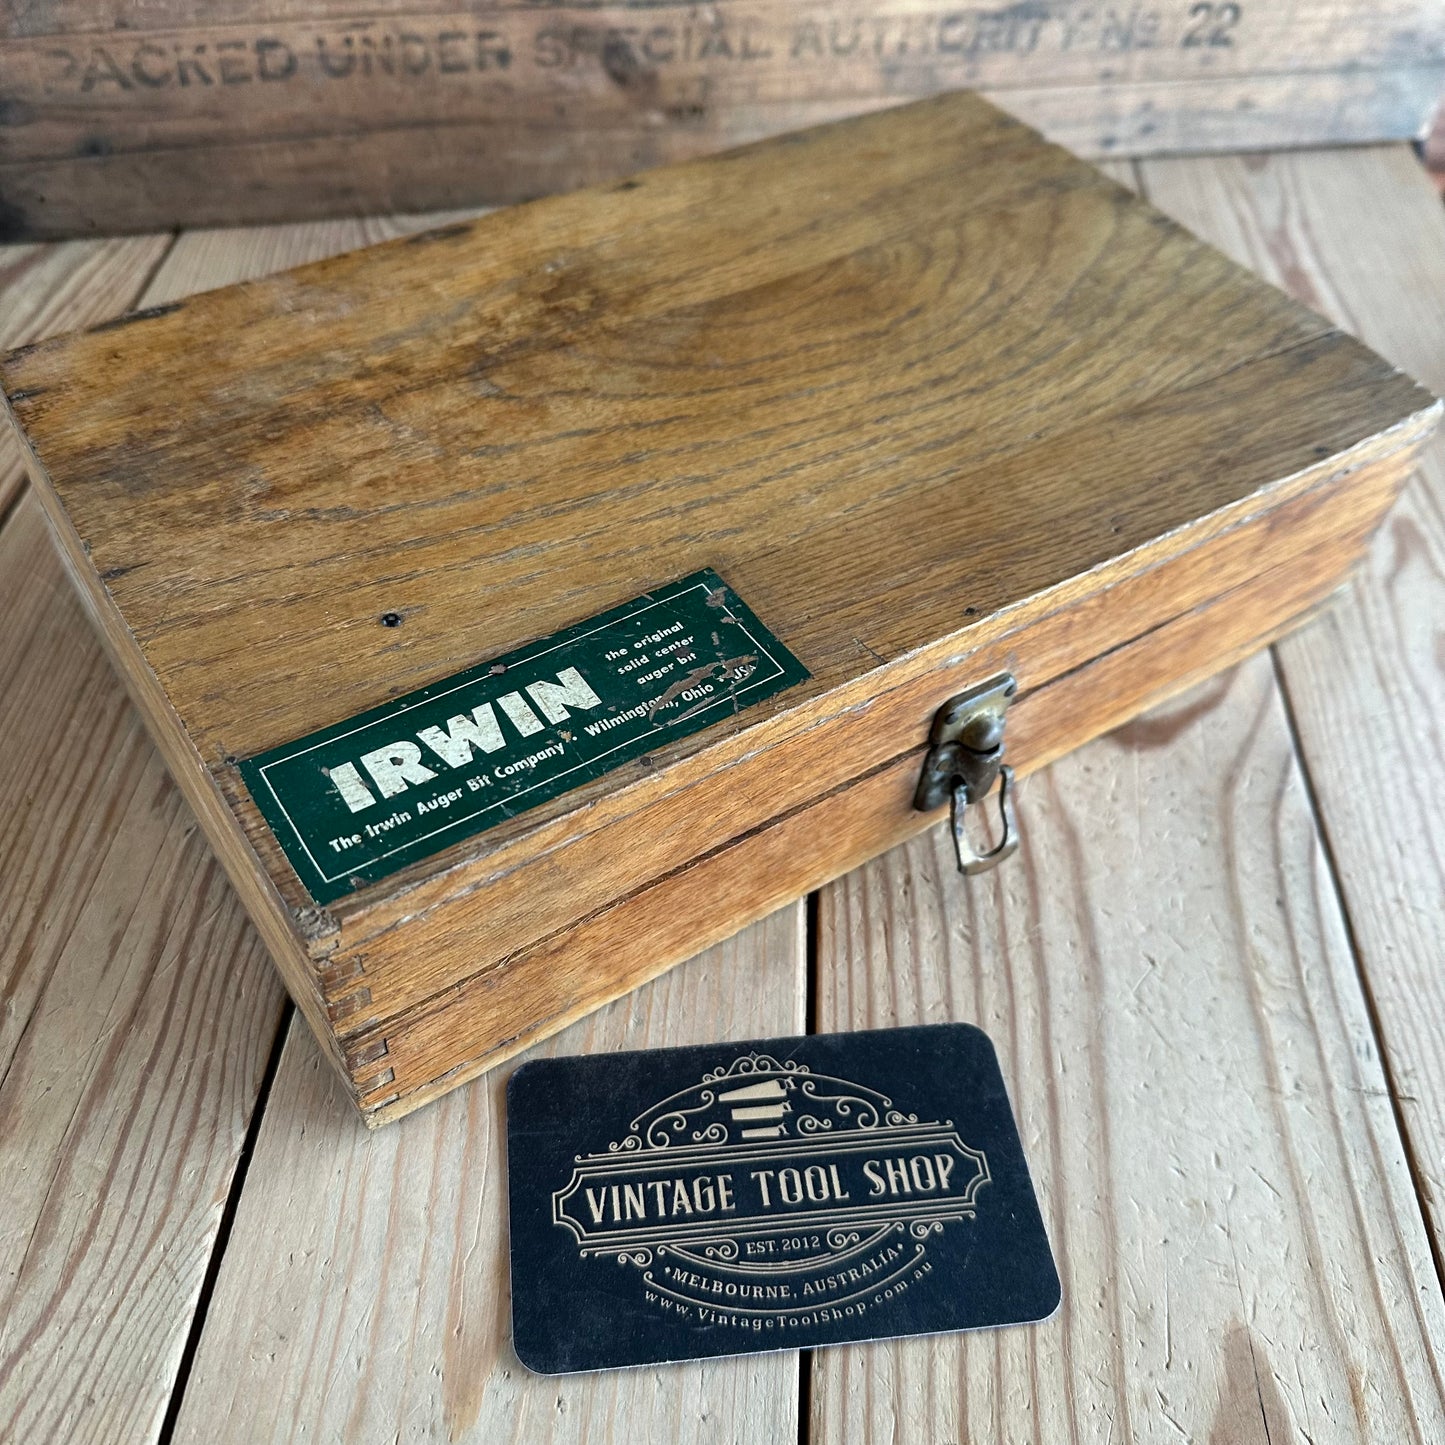 PACKED UNDER SPECIAL AUTHORITY No 22
IRWIN
the original
solid center
auger bit
The Irwin Auger Bit Company • Wilmington, Ohio • USA
VINTAGE TOOL SHOP
EST. 2012
• MELBOURNE, AUSTRALIA •
www.VintageToolShop.com.au